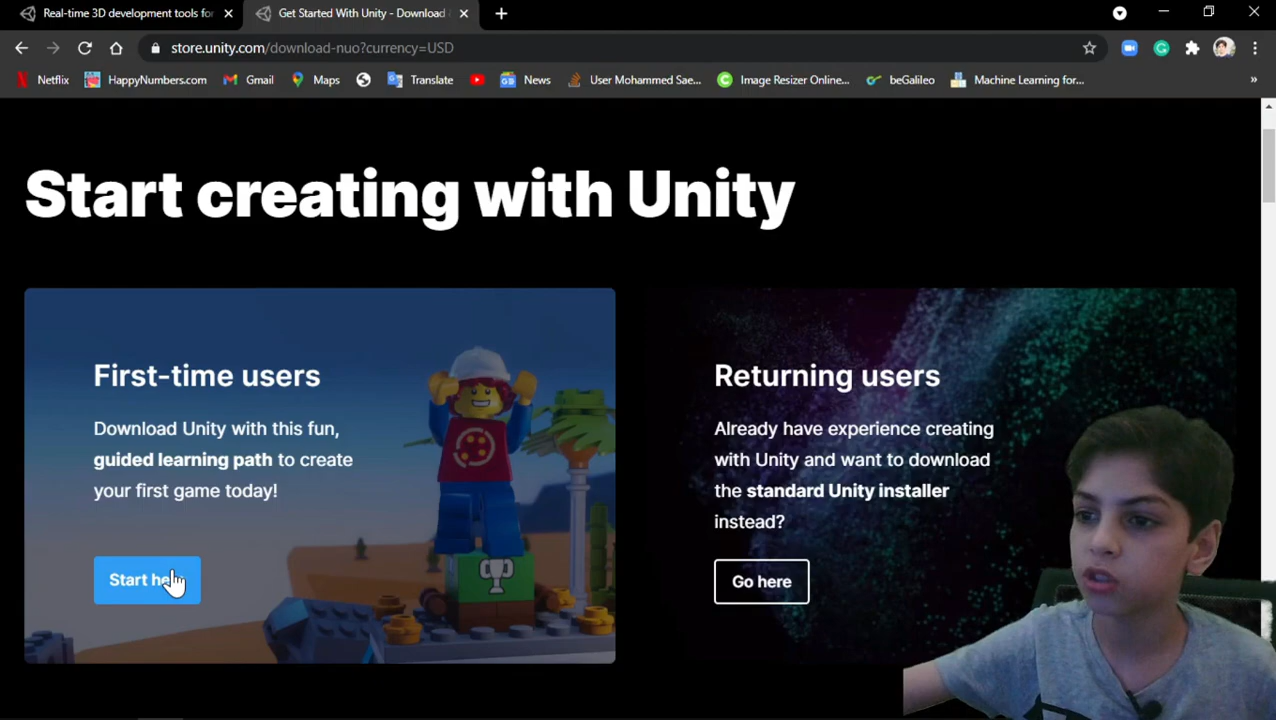 Real-time 3D development tools for
Get Started With Unity - Download
store.unity.com/download-nuo?currency=USD
Netflix
HappyNumbers.com
Gmail
Maps
Translate
News
User Mohammed Sae...
Image Resizer Online...
beGalileo
Machine Learning for...
»
Start creating with Unity
First-time users
Download Unity with this fun,
guided learning path to create
your first game today!
Start he
Returning users
Already have experience creating
with Unity and want to download
the standard Unity installer
instead?
Go here